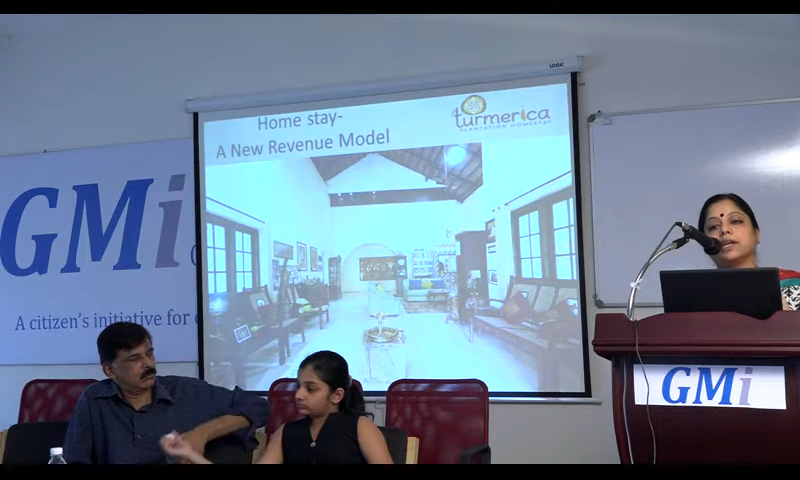 LOGIC
Home stay-
A New Revenue Model
turmerica
PLANTATION HOMESTAY
GMi
A citizen's initiative for
GMi